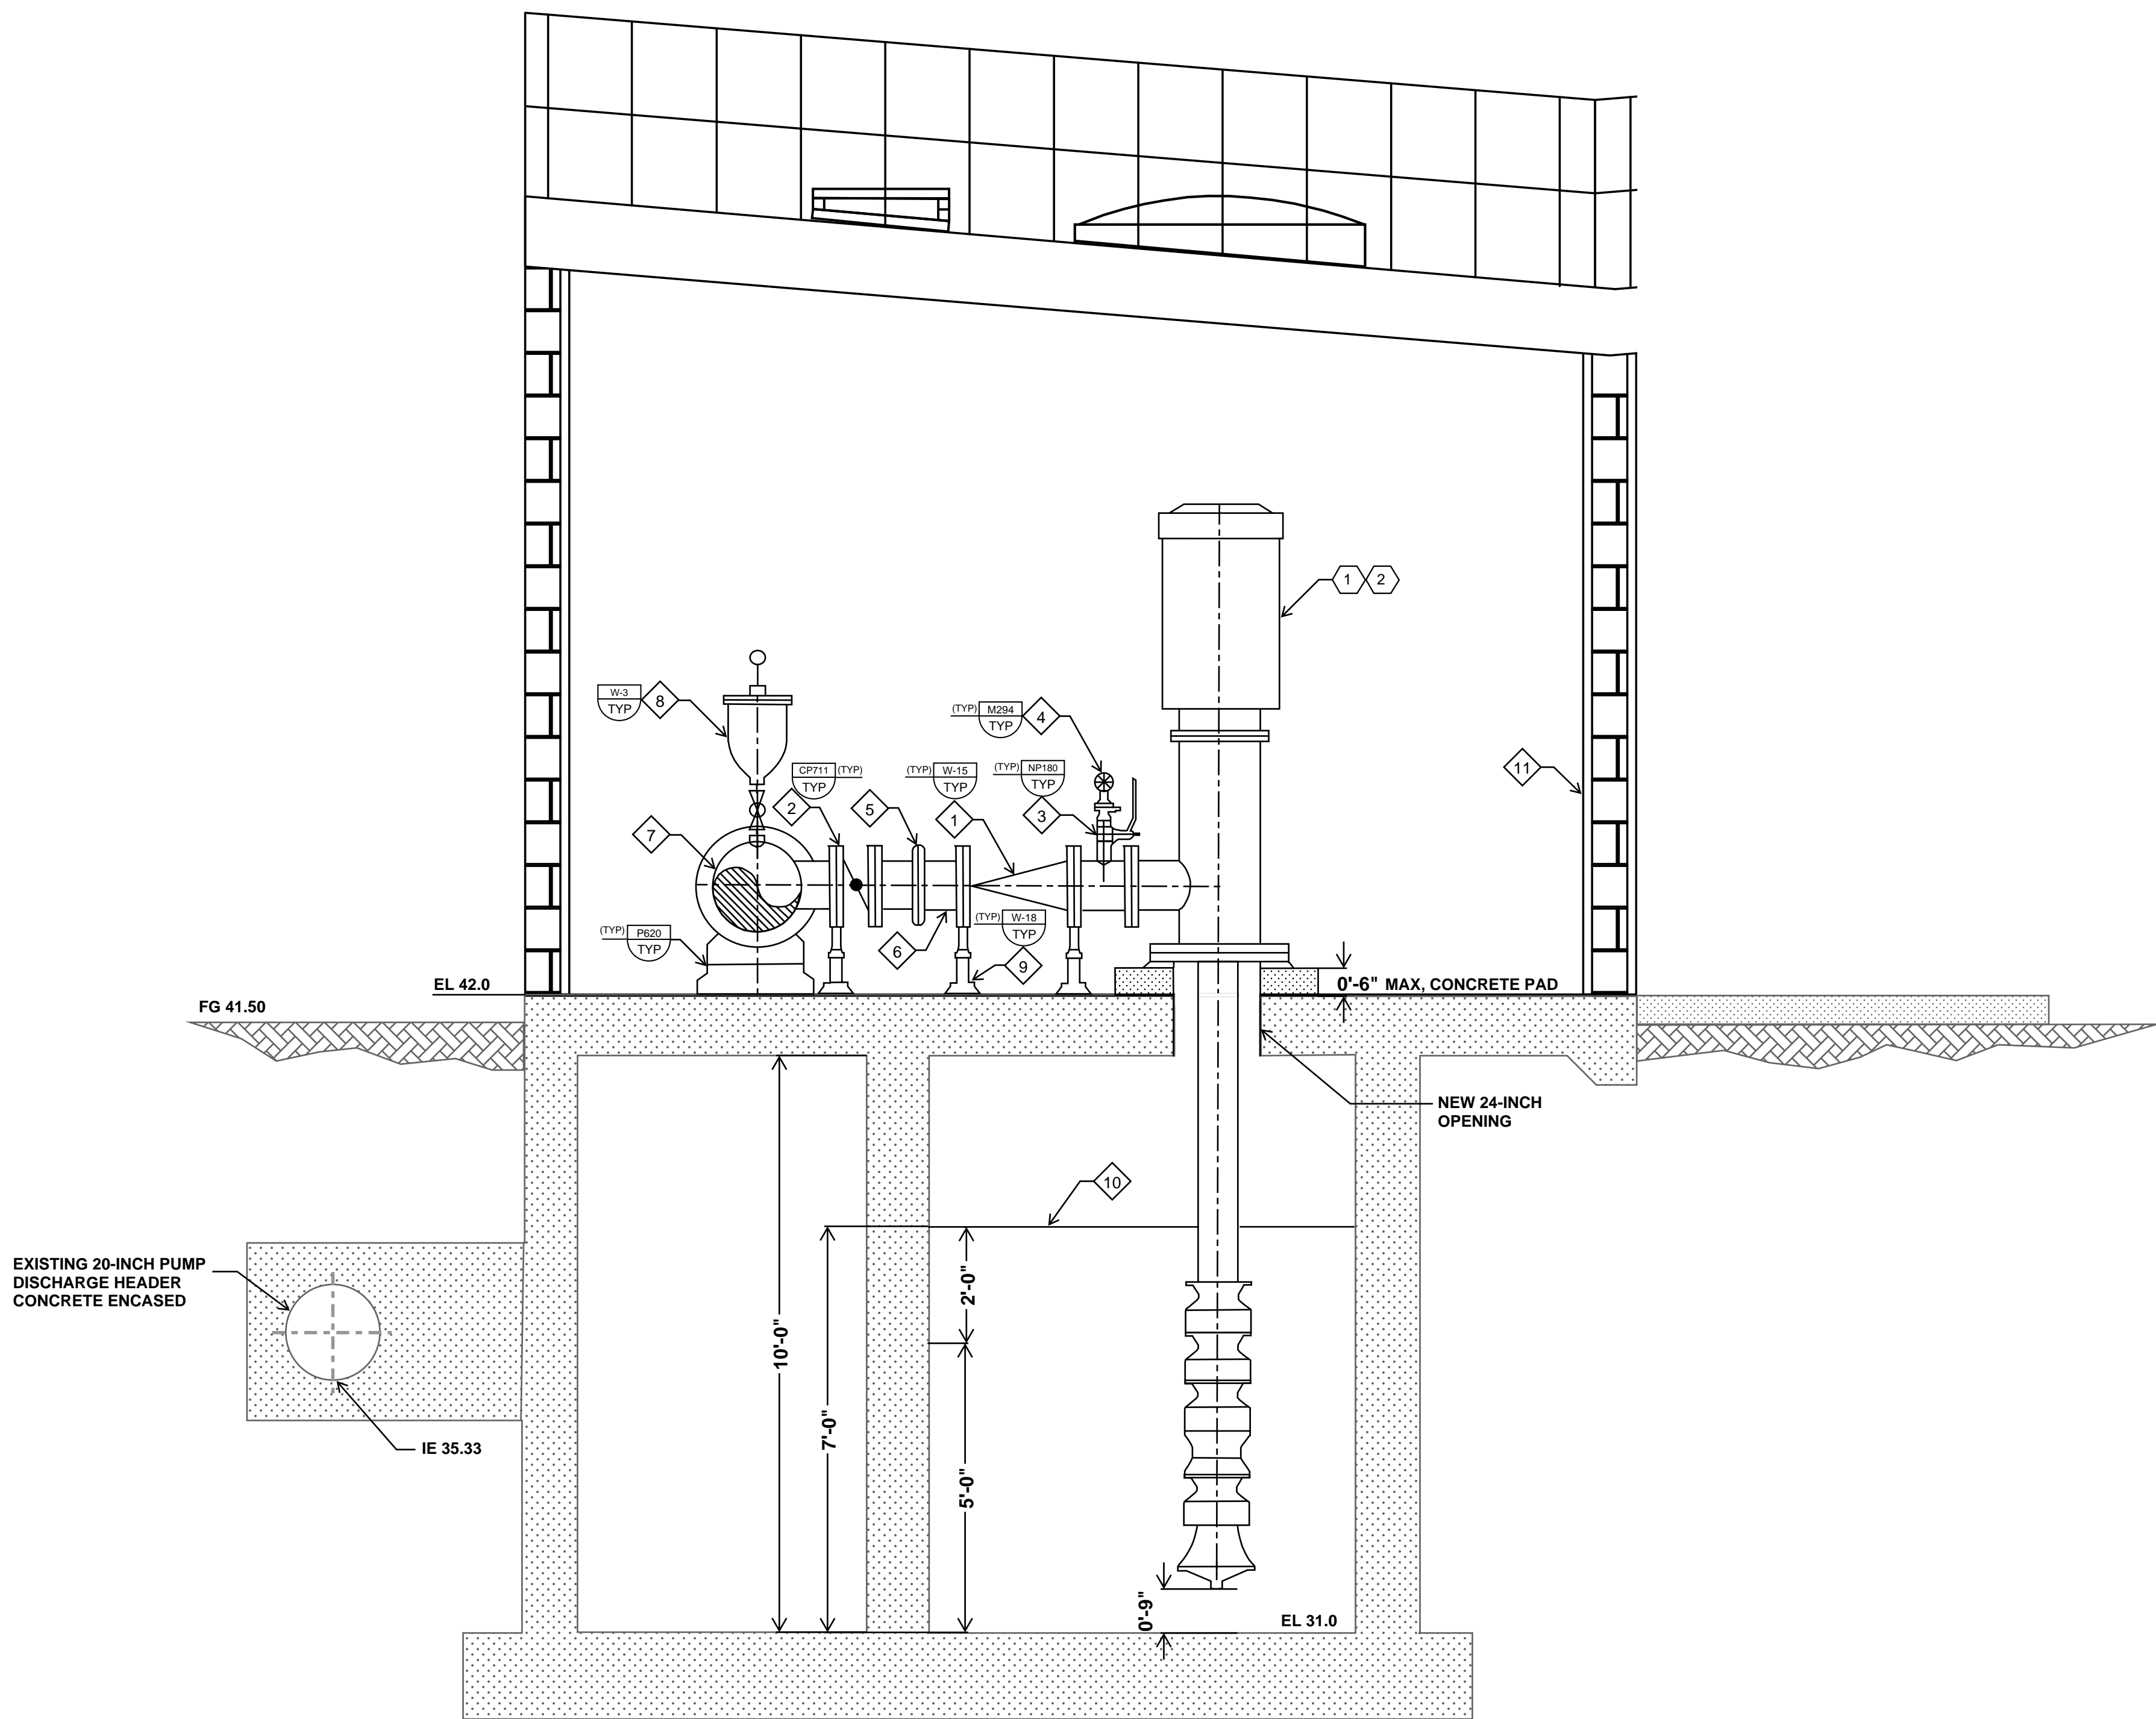 1 2
W-3
TYP
8
(TYP) M294
TYP
4
CP711 (TYP)
TYP
(TYP) W-15
TYP
(TYP) NP180
TYP
11
2
5
1
3
7
(TYP) P620
TYP
6
(TYP) W-18
TYP
9
EL 42.0
0'-6" MAX, CONCRETE PAD
FG 41.50
NEW 24-INCH
OPENING
10
EXISTING 20-INCH PUMP
DISCHARGE HEADER
CONCRETE ENCASED
2'-0"
10'-0"
7'-0"
IE 35.33
5'-0"
0'-9"
EL 31.0